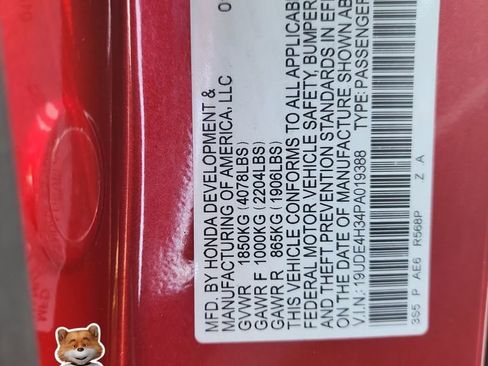 MFD. BY HONDA DEVELOPMENT &
MANUFACTURING OF AMERICA, LLC
GVWR 1850KG (4078LBS)
GAWR F 1000KG (2204LBS)
GAWR R 865KG (1906LBS)
THIS VEHICLE CONFORMS TO ALL APPLICAB
FEDERAL MOTOR VEHICLE SAFETY, BUMPER
AND THEFT PREVENTION STANDARDS IN EFF
ON THE DATE OF MANUFACTURE SHOWN AB
V.I.N.: 19UDE4H34PA019388 TYPE: PASSENGER
3S5 P AE6 R568P Z A